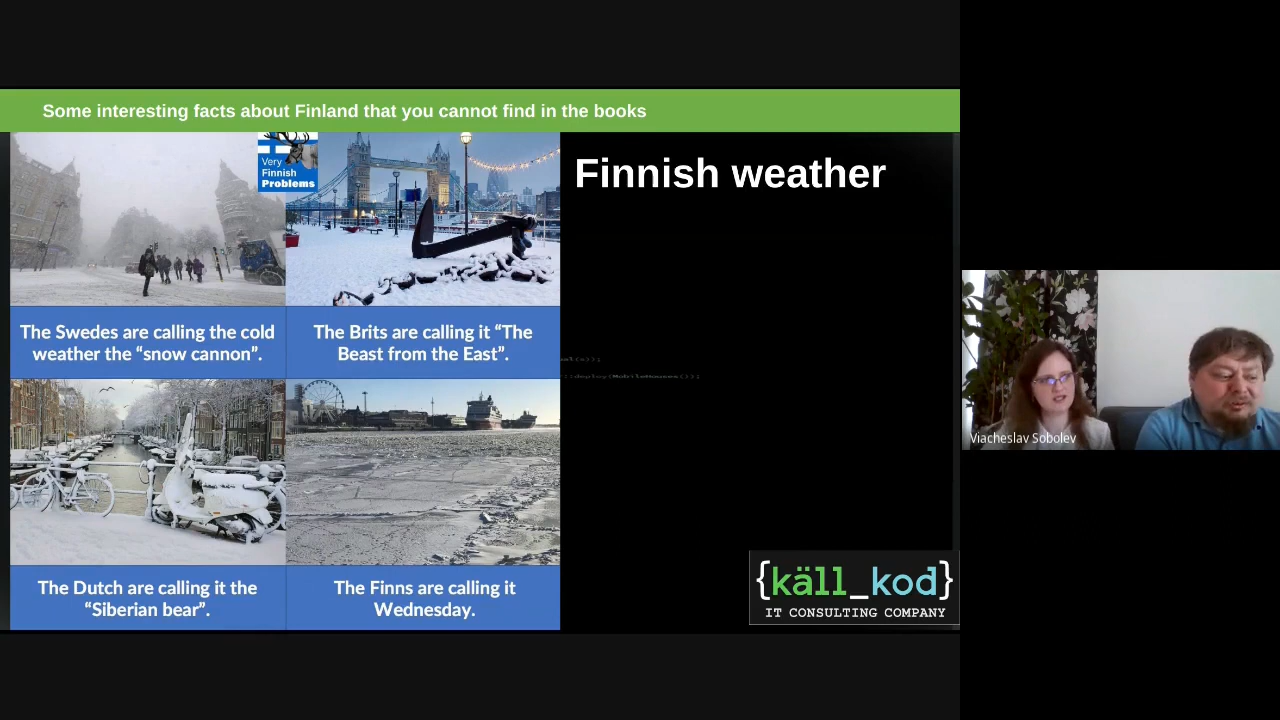 Some interesting facts about Finland that you cannot find in the books
Very
Finnish
Problems
Finnish weather
The Swedes are calling the cold
weather the “snow cannon”.
The Brits are calling it “The
Beast from the East”.
The Dutch are calling it the
“Siberian bear”.
The Finns are calling it
Wednesday.
{käll_kod}
IT CONSULTING COMPANY
Viacheslav Sobolev